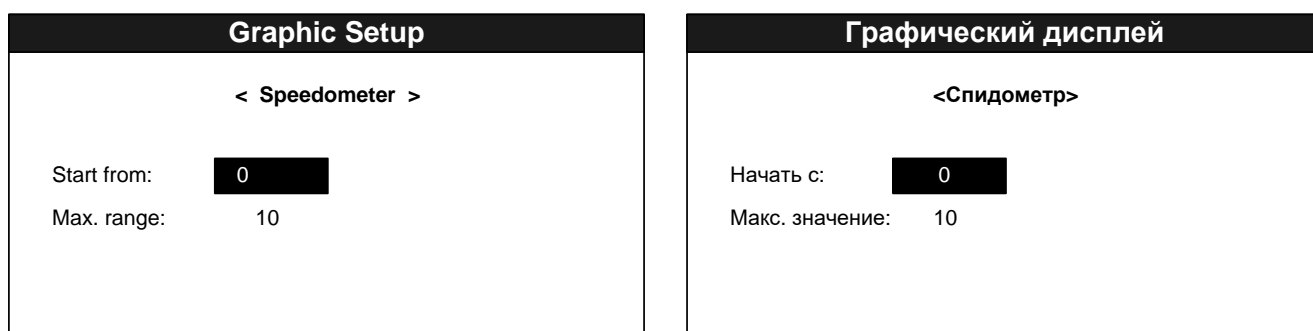 Graphic Setup
< Speedometer >
Start from: 0
Max. range: 10
Графический дисплей
<Спидометр>
Начать с: 0
Макс. значение: 10